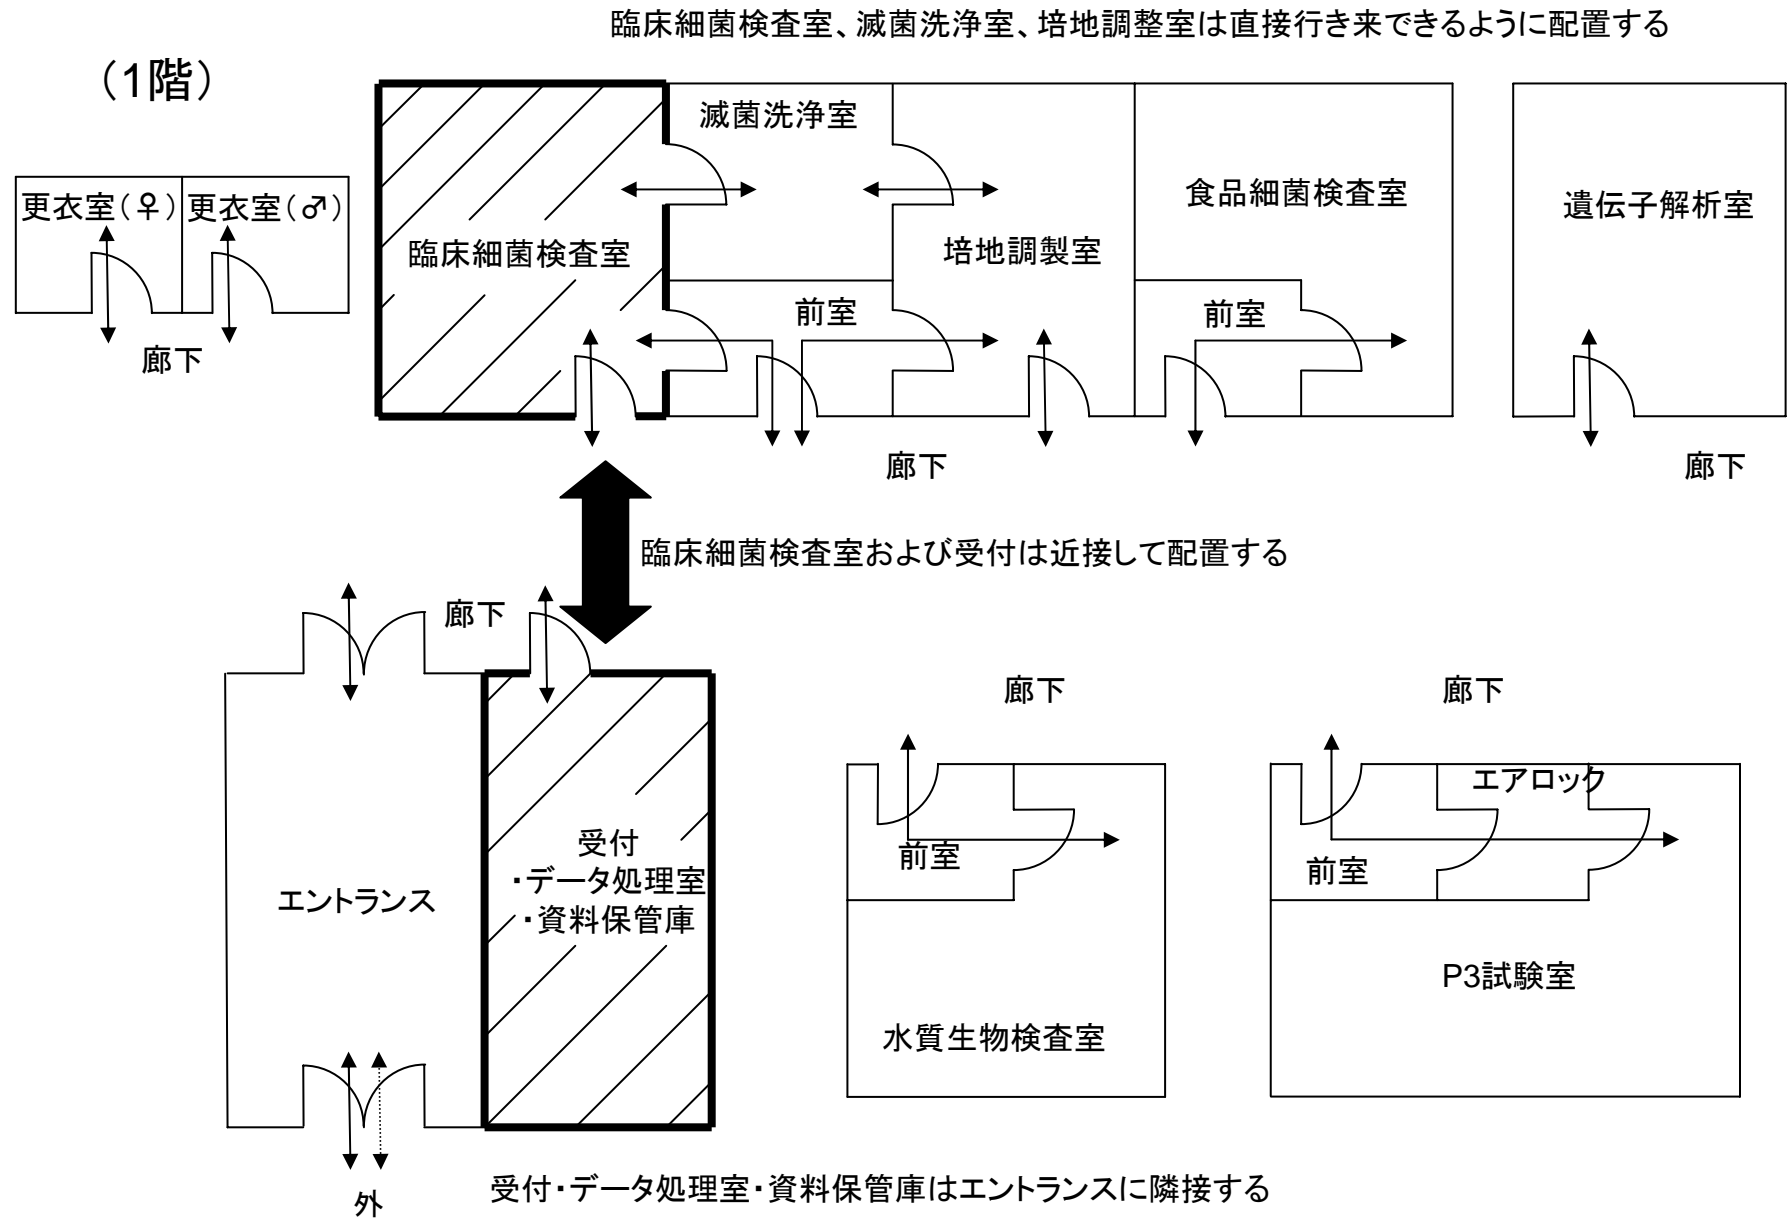 臨床細菌検査室、滅菌洗浄室、培地調整室は直接行き来できるように配置する
（1階）
滅菌洗浄室
更衣室（♀）
更衣室（♂）
食品細菌検査室
遺伝子解析室
臨床細菌検査室
培地調製室
前室
前室
廊下
廊下
廊下
臨床細菌検査室および受付は近接して配置する
廊下
廊下
廊下
エアロック
受付
・データ処理室
・資料保管庫
前室
前室
エントランス
P3試験室
水質生物検査室
受付・データ処理室・資料保管庫はエントランスに隣接する
外